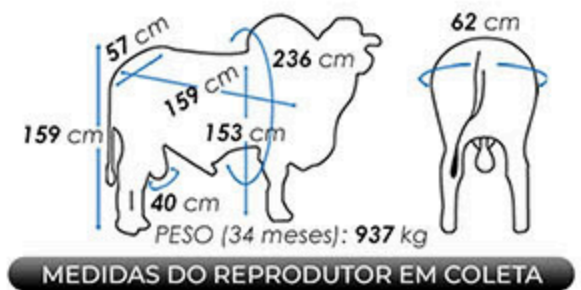 57 cm
62 cm
236 cm
159 cm
159 cm
153 cm
40 cm
PESO (34 meses): 937 kg
MEDIDAS DO REPRODUTOR EM COLETA